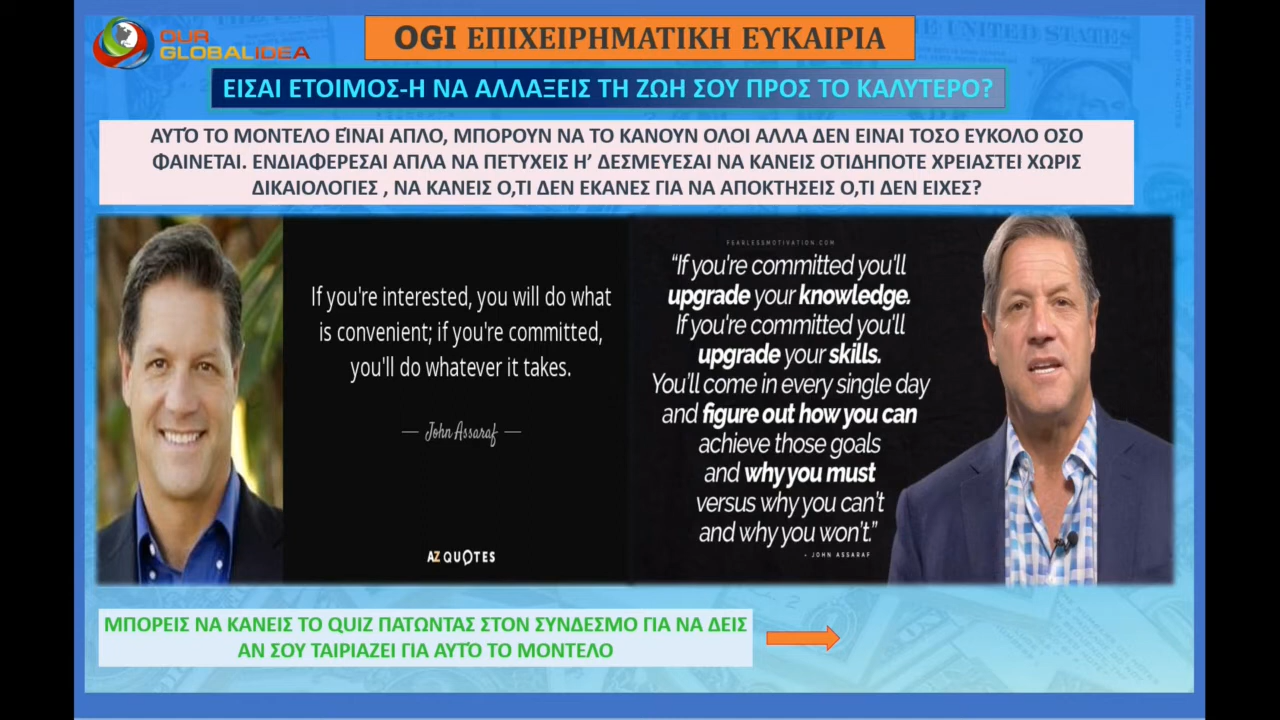 OUR
GLOBALIDEA
OGI ΕΠΙΧΕΙΡΗΜΑΤΙΚΗ ΕΥΚΑΙΡΙΑ
UNITED STATES
ΕΙΣΑΙ ΕΤΟΙΜΟΣ-Η ΝΑ ΑΛΛΑΞΕΙΣ ΤΗ ΖΩΗ ΣΟΥ ΠΡΟΣ ΤΟ ΚΑΛΥΤΕΡΟ?
ΑΥΤΌ ΤΟ ΜΟΝΤΕΛΟ ΕΊΝΑΙ ΑΠΛΟ, ΜΠΟΡΟΥΝ ΝΑ ΤΟ ΚΑΝΟΥΝ ΟΛΟΙ ΑΛΛΑ ΔΕΝ ΕΙΝΑΙ ΤΟΣΟ ΕΥΚΟΛΟ ΟΣΟ
ΦΑΙΝΕΤΑΙ. ΕΝΔΙΑΦΕΡΕΣΑΙ ΑΠΛΑ ΝΑ ΠΕΤΥΧΕΙΣ Η’ ΔΕΣΜΕΥΕΣΑΙ ΝΑ ΚΑΝΕΙΣ ΟΤΙΔΗΠΟΤΕ ΧΡΕΙΑΣΤΕΙ ΧΩΡΙΣ
ΔΙΚΑΙΟΛΟΓΙΕΣ , ΝΑ ΚΑΝΕΙΣ Ο,ΤΙ ΔΕΝ ΕΚΑΝΕΣ ΓΙΑ ΝΑ ΑΠΟΚΤΗΣΕΙΣ Ο,ΤΙ ΔΕΝ ΕΙΧΕΣ?
If you're interested, you will do what
is convenient; if you're committed,
you'll do whatever it takes.
— John Assaraf —
AZ QUOTES
FEARLESSMOTIVATION.COM
“If you're committed you'll
upgrade your knowledge.
If you're committed you'll
upgrade your skills.
You'll come in every single day
and figure out how you can
achieve those goals
and why you must
versus why you can't
and why you won't.”
- JOHN ASSARAF
ΜΠΟΡΕΙΣ ΝΑ ΚΑΝΕΙΣ ΤΟ QUIZ ΠΑΤΩΝΤΑΣ ΣΤΟΝ ΣΥΝΔΕΣΜΟ ΓΙΑ ΝΑ ΔΕΙΣ
ΑΝ ΣΟΥ ΤΑΙΡΙΑΖΕΙ ΓΙΑ ΑΥΤΌ ΤΟ ΜΟΝΤΕΛΟ